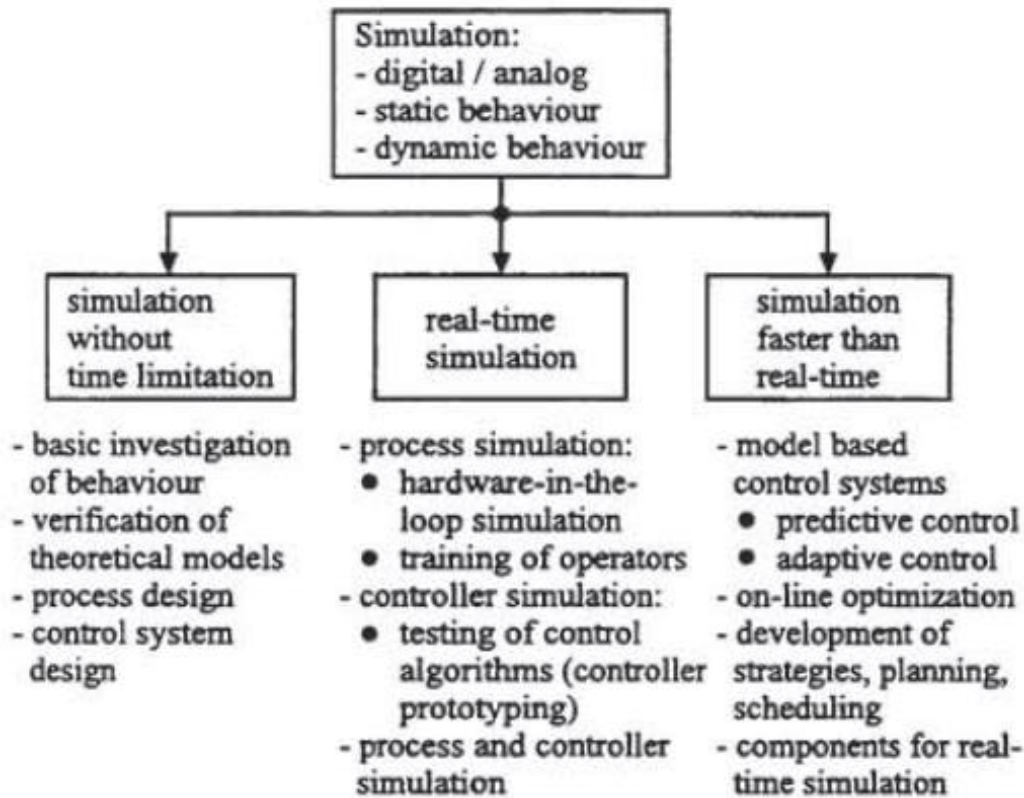 Simulation:
- digital / analog
- static behaviour
- dynamic behaviour
simulation
without
time limitation
real-time
simulation
simulation
faster than
real-time
- basic investigation
of behaviour
- verification of
theoretical models
- process design
- control system
design
- process simulation:
● hardware-in-the-
loop simulation
● training of operators
- controller simulation:
● testing of control
algorithms (controller
prototyping)
- process and controller
simulation
- model based
control systems
● predictive control
● adaptive control
- on-line optimization
- development of
strategies, planning,
scheduling
- components for real-
time simulation